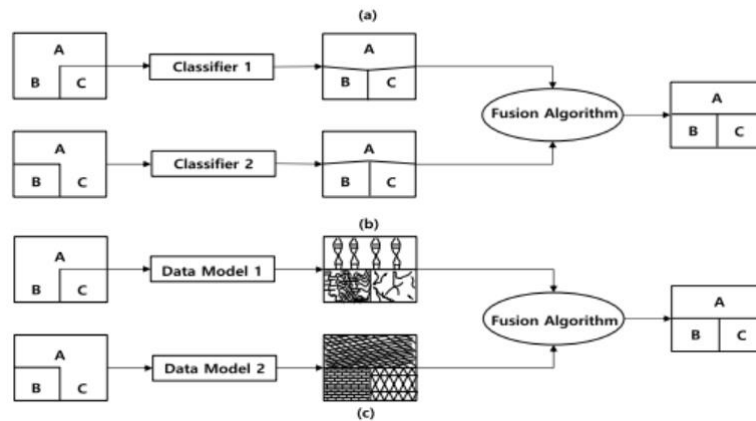 (a)
A
B C
Classifier 1
A
B C
Fusion Algorithm
A
B C
A
B C
Classifier 2
A
B C
(b)
A
B C
Data Model 1
Fusion Algorithm
A
B C
A
B C
Data Model 2
(c)